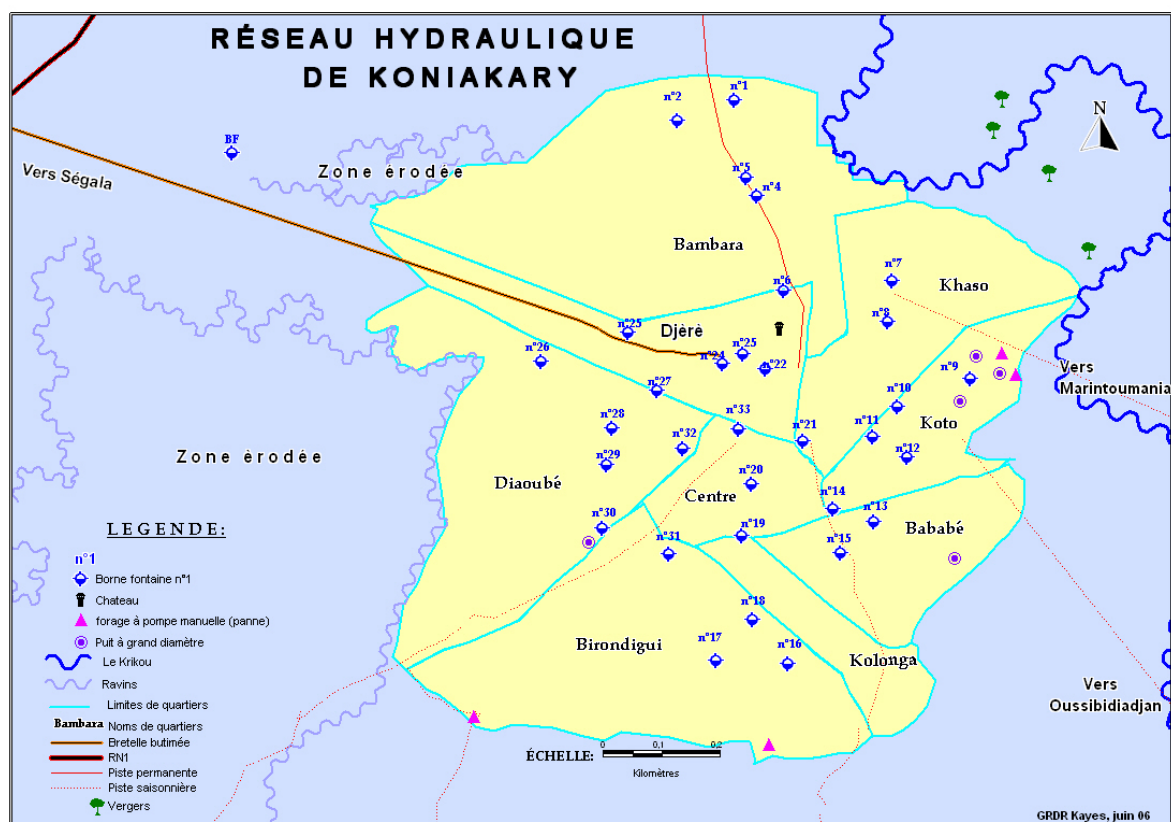 RÉSEAU HYDRAULIQUE
DE KONIAKARY
n°1
n°2
N
BF
Vers Ségala
Zone érodée
n°5
n°4
Bambara
n°7
Khaso
n°6
n°8
n°25
Djèrè
n°25
n°24
n°22
n°26
n°9
Vers
Marintoumania
n°27
n°10
n°28
n°33
n°21
n°11
Koto
n°32
n°12
Zone érodée
n°29
n°20
Diaoubé
Centre
n°14
n°13
n°30
n°31
n°19
n°15
Bababé
n°18
Birondigui
n°17
n°16
Kolonga
Vers
Oussibidiadjan
LEGENDE:
n°1
Borne fontaine n°1
Chateau
forage à pompe manuelle (panne)
Puit à grand diamètre
Le Krikou
Ravins
Limites de quartiers
Bambara Noms de quartiers
Bretelle butimée
RN1
Piste permanente
Piste saisonnière
Vergers
0 0,1 0,2
ÉCHELLE:
Kilomètres
GRDR Kayes, juin 06